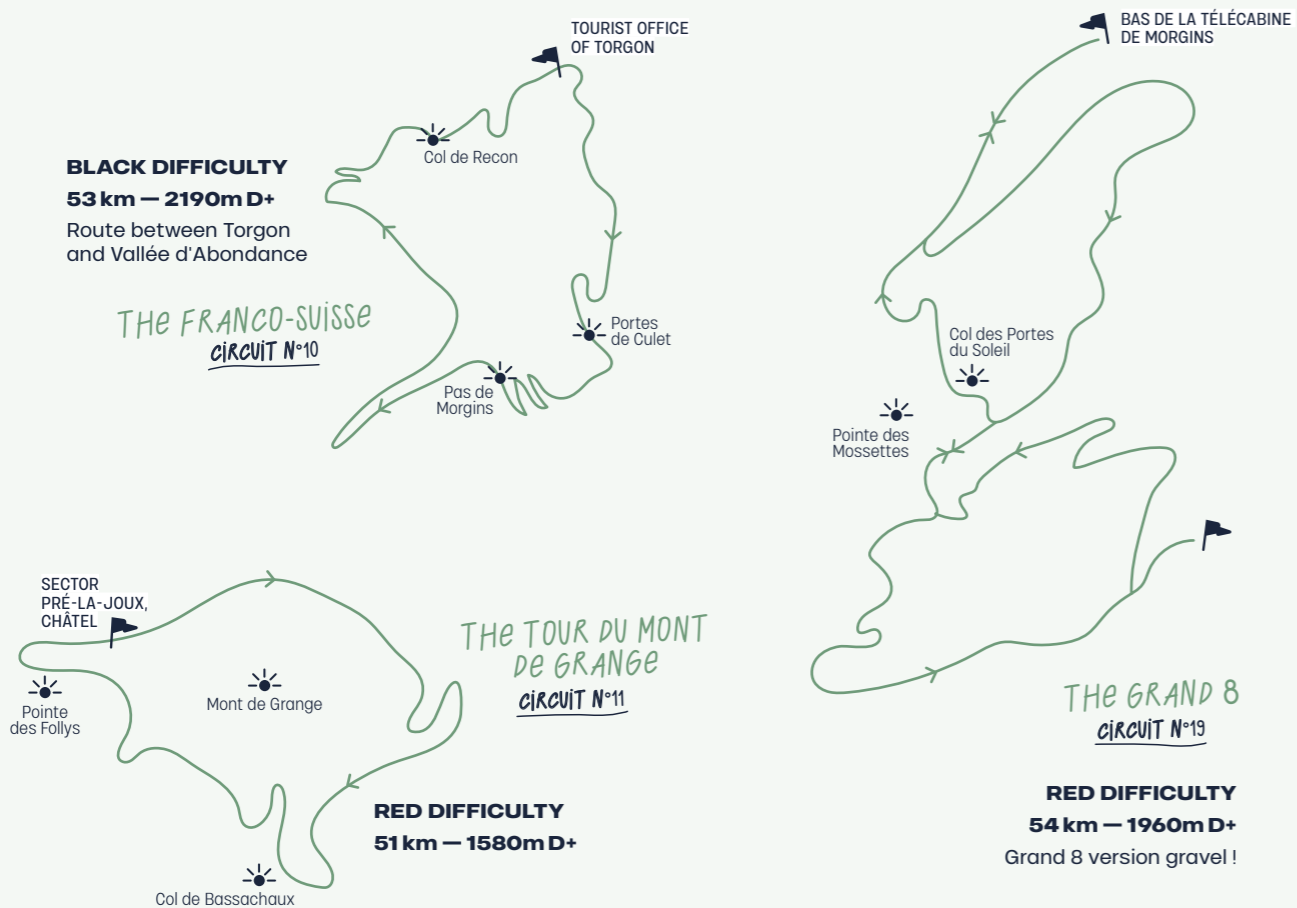 TOURIST OFFICE
OF TORGON
Col de Recon
BLACK DIFFICULTY
53 km — 2190m D+
Route between Torgon
and Vallée d'Abondance
THE FRANCO-SUISSE
CIRCUIT N°10
Portes
de Culet
Pas de
Morgins
BAS DE LA TÉLÉCABINE
DE MORGINS
Col des Portes
du Soleil
Pointe des
Mossettes
SECTOR
PRÉ-LA-JOUX,
CHÂTEL
Pointe
des Follys
Mont de Grange
THE TOUR DU MONT
DE GRANGE
CIRCUIT N°11
RED DIFFICULTY
51 km — 1580m D+
Col de Bassachaux
THE GRAND 8
CIRCUIT N°19
RED DIFFICULTY
54 km — 1960m D+
Grand 8 version gravel !